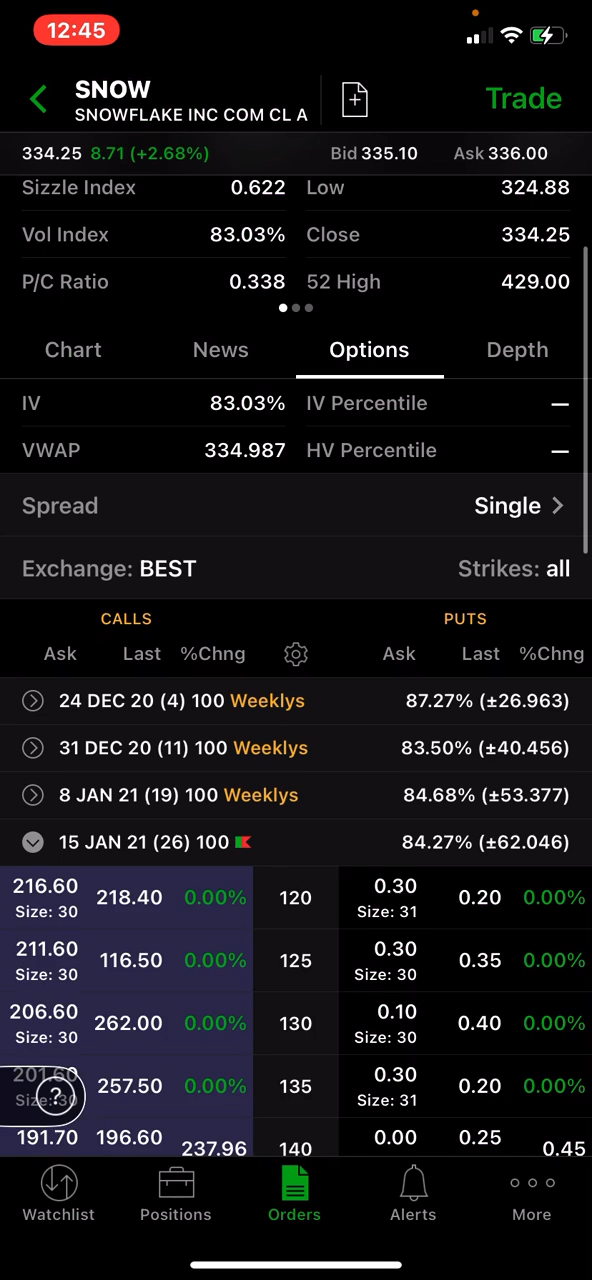 12:45
SNOW
SNOWFLAKE INC COM CL A
Trade
334.25 8.71 (+2.68%) Bid 335.10 Ask 336.00
Sizzle Index 0.622 Low 324.88
Vol Index 83.03% Close 334.25
P/C Ratio 0.338 52 High 429.00
Chart News Options Depth
IV 83.03% IV Percentile —
VWAP 334.987 HV Percentile —
Spread Single
Exchange: BEST Strikes: all
CALLS PUTS
Ask Last %Chng Ask Last %Chng
24 DEC 20 (4) 100 Weeklys 87.27% (±26.963)
31 DEC 20 (11) 100 Weeklys 83.50% (±40.456)
8 JAN 21 (19) 100 Weeklys 84.68% (±53.377)
15 JAN 21 (26) 100 84.27% (±62.046)
216.60 218.40 0.00% 120 0.30 0.20 0.00%
Size: 30 Size: 31
211.60 116.50 0.00% 125 0.30 0.35 0.00%
Size: 30 Size: 30
206.60 262.00 0.00% 130 0.10 0.40 0.00%
Size: 30 Size: 30
201.60 257.50 0.00% 135 0.30 0.20 0.00%
Size: 30 ? Size: 31
191.70 196.60 237.96 140 0.00 0.25 0.45
Watchlist Positions Orders Alerts More